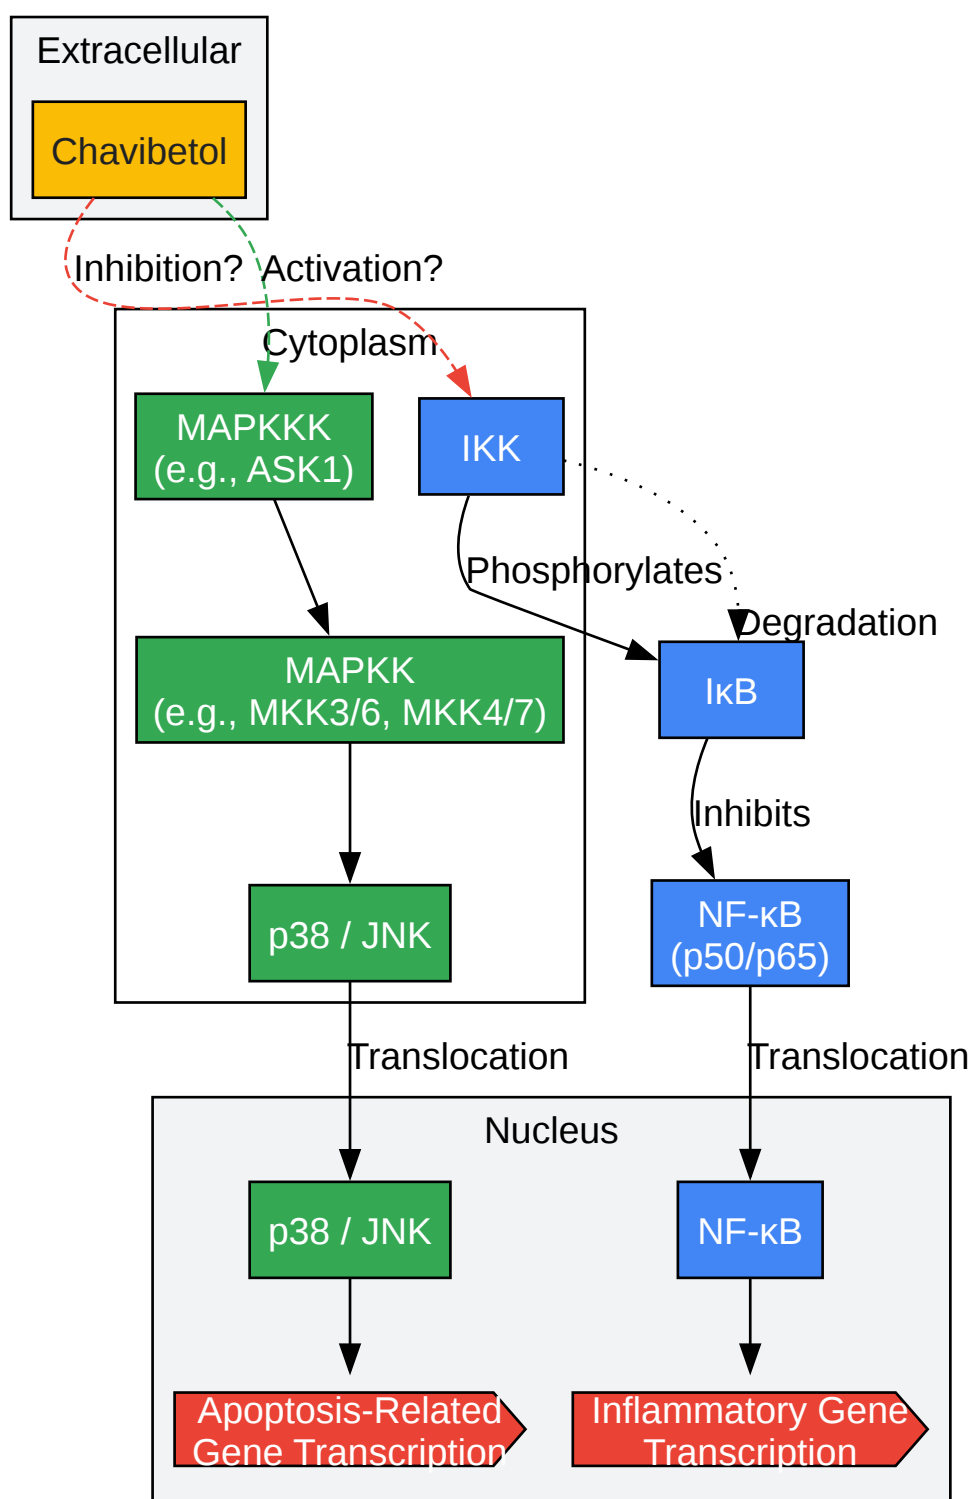 Extracellular
Chavibetol
Inhibition?
Activation?
Cytoplasm
MAPKKK
(e.g., ASK1)
IKK
Phosphorylates
Degradation
MAPKK
(e.g., MKK3/6, MKK4/7)
IκB
Inhibits
p38 / JNK
NF-κB
(p50/p65)
Translocation
Translocation
Nucleus
p38 / JNK
NF-κB
Apoptosis-Related
Gene Transcription
Inflammatory Gene
Transcription